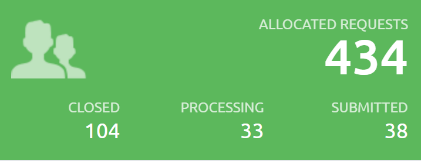 ALLOCATED REQUESTS
434
CLOSED PROCESSING SUBMITTED
104 33 38